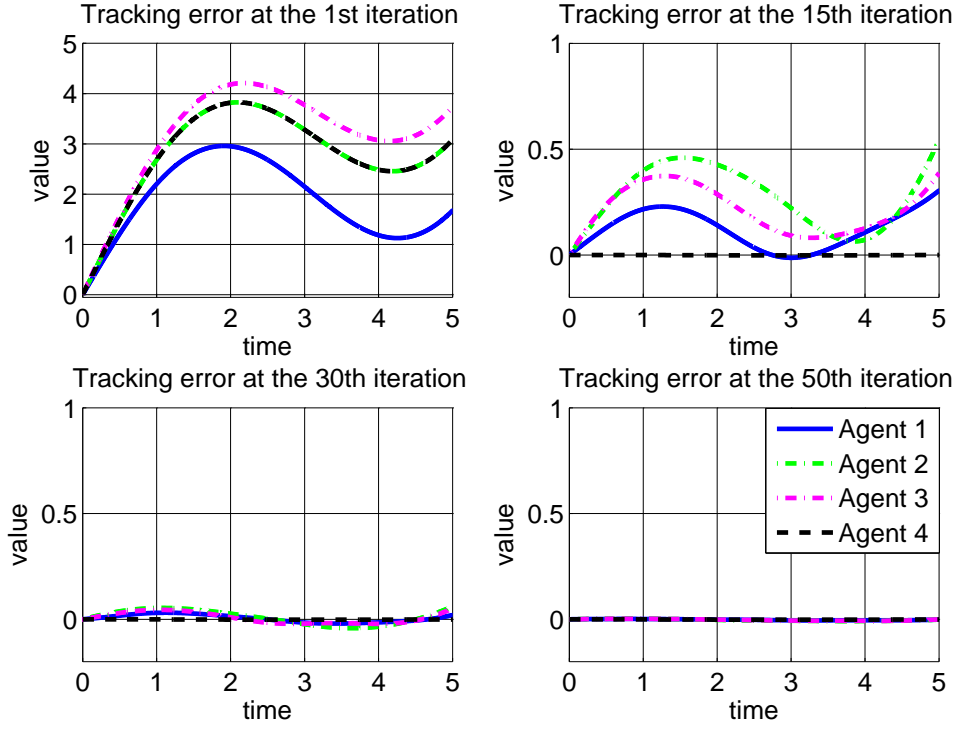 Tracking error at the 1st iteration
5
4
3
2
1
0
value
0 1 2 3 4 5
time
Tracking error at the 15th iteration
1
0.5
0
value
0 1 2 3 4 5
time
Tracking error at the 30th iteration
1
0.5
0
value
0 1 2 3 4 5
time
Tracking error at the 50th iteration
1
0.5
0
value
0 1 2 3 4 5
time
Agent 1
Agent 2
Agent 3
Agent 4